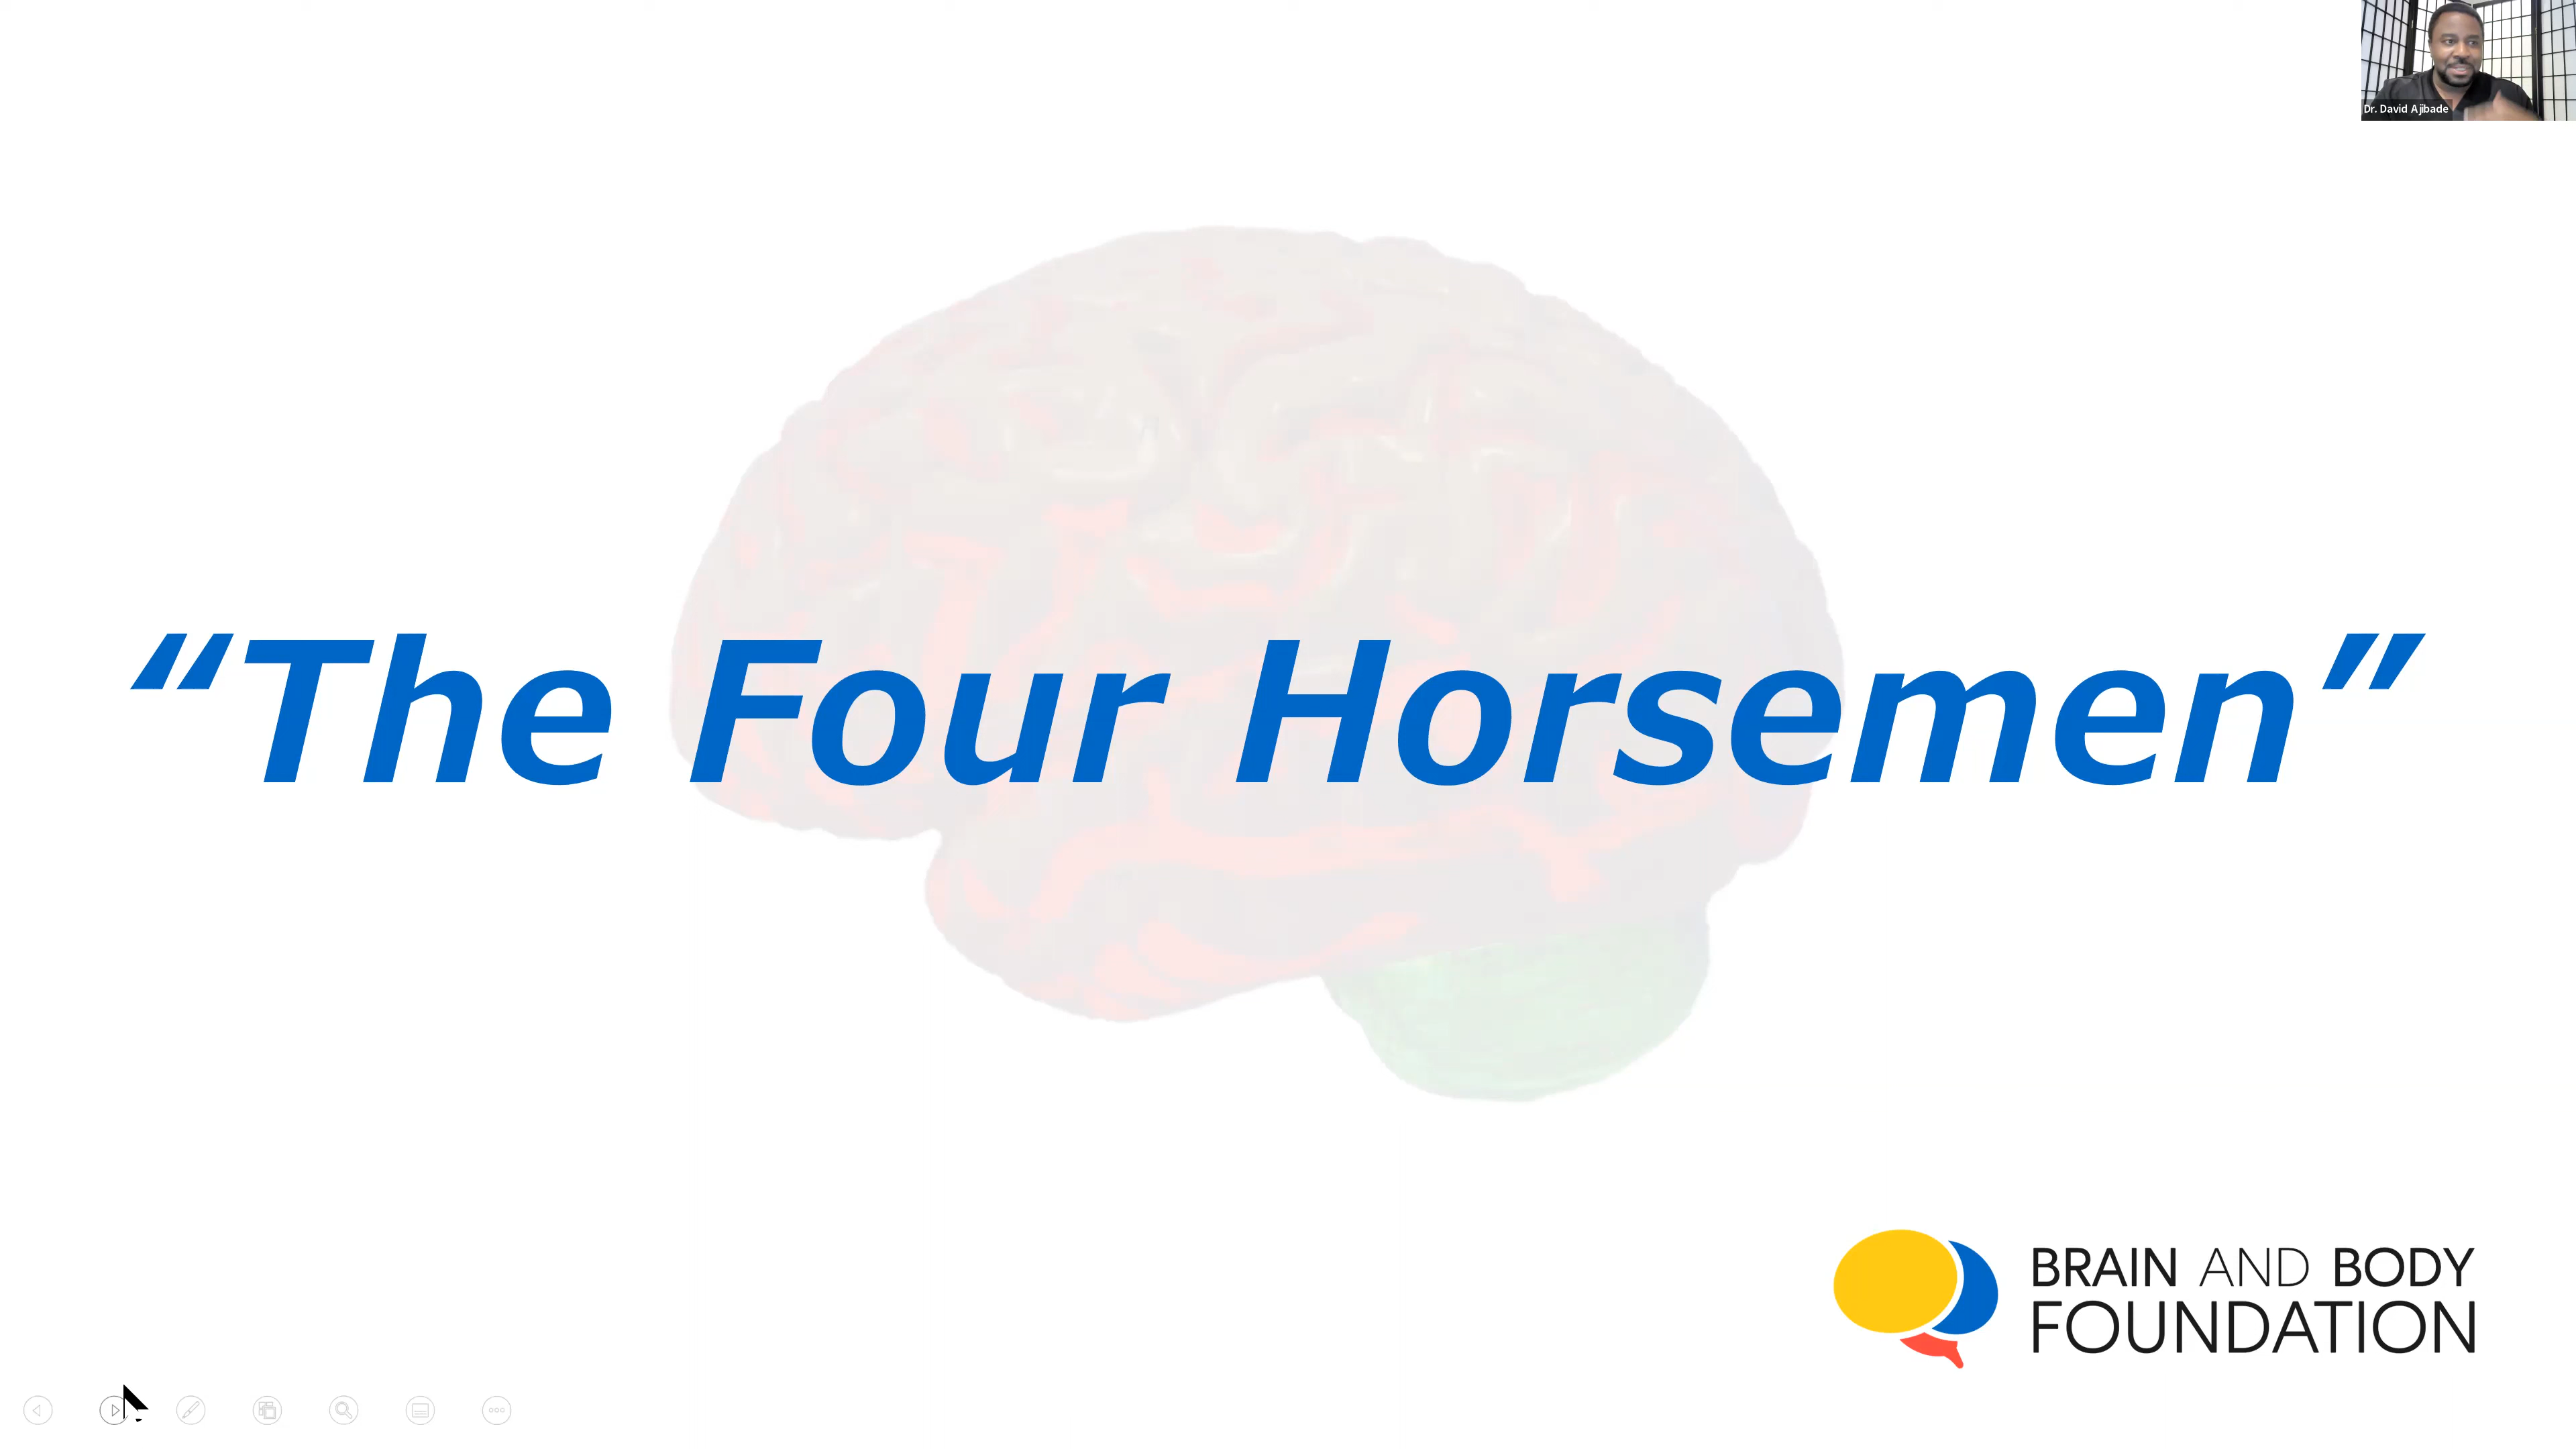 Dr. David Ajibade
“The Four Horsemen”
BRAIN AND BODY
FOUNDATION